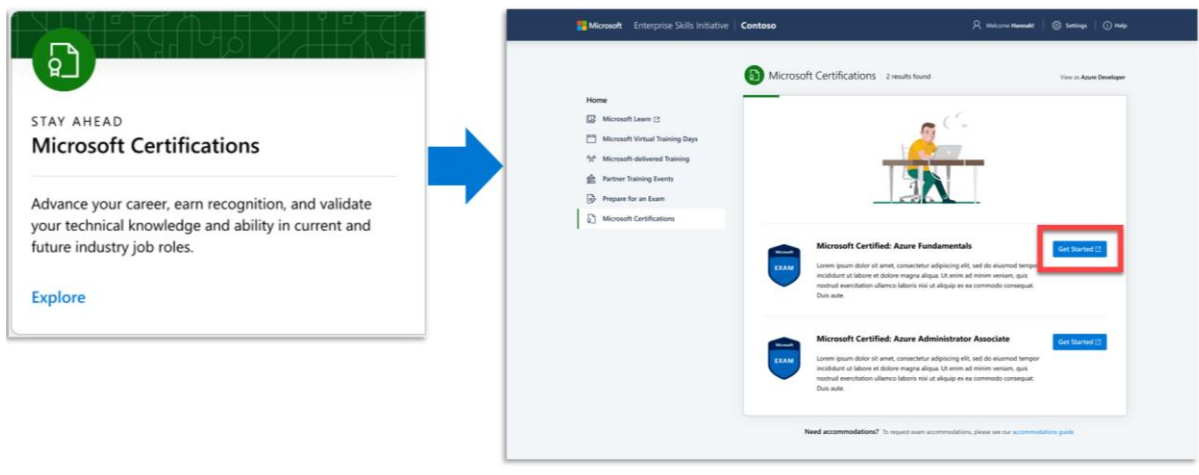 STAY AHEAD
Microsoft Certifications
Advance your career, earn recognition, and validate
your technical knowledge and ability in current and
future industry job roles.
Explore
Microsoft Enterprise Skills Initiative Contoso
Welcome Hannah! Settings Help
Microsoft Certifications 2 results found
View as Azure Developer
Home
Microsoft Learn
Microsoft Virtual Training Days
Microsoft-delivered Training
Partner Training Events
Prepare for an Exam
Microsoft Certifications
Microsoft
EXAM
Microsoft Certified: Azure Fundamentals
Get Started
Lorem ipsum dolor sit amet, consectetur adipiscing elit, sed do eiusmod tempor
incididunt ut labore et dolore magna aliqua. Ut enim ad minim veniam, quis
nostrud exercitation ullamco laboris nisi ut aliquip ex ea commodo consequat.
Duis aute.
Microsoft
EXAM
Microsoft Certified: Azure Administrator Associate
Get Started
Lorem ipsum dolor sit amet, consectetur adipiscing elit, sed do eiusmod tempor
incididunt ut labore et dolore magna aliqua. Ut enim ad minim veniam, quis
nostrud exercitation ullamco laboris nisi ut aliquip ex ea commodo consequat.
Duis aute.
Need accommodations? To request exam accommodations, please see our accommodations guide.